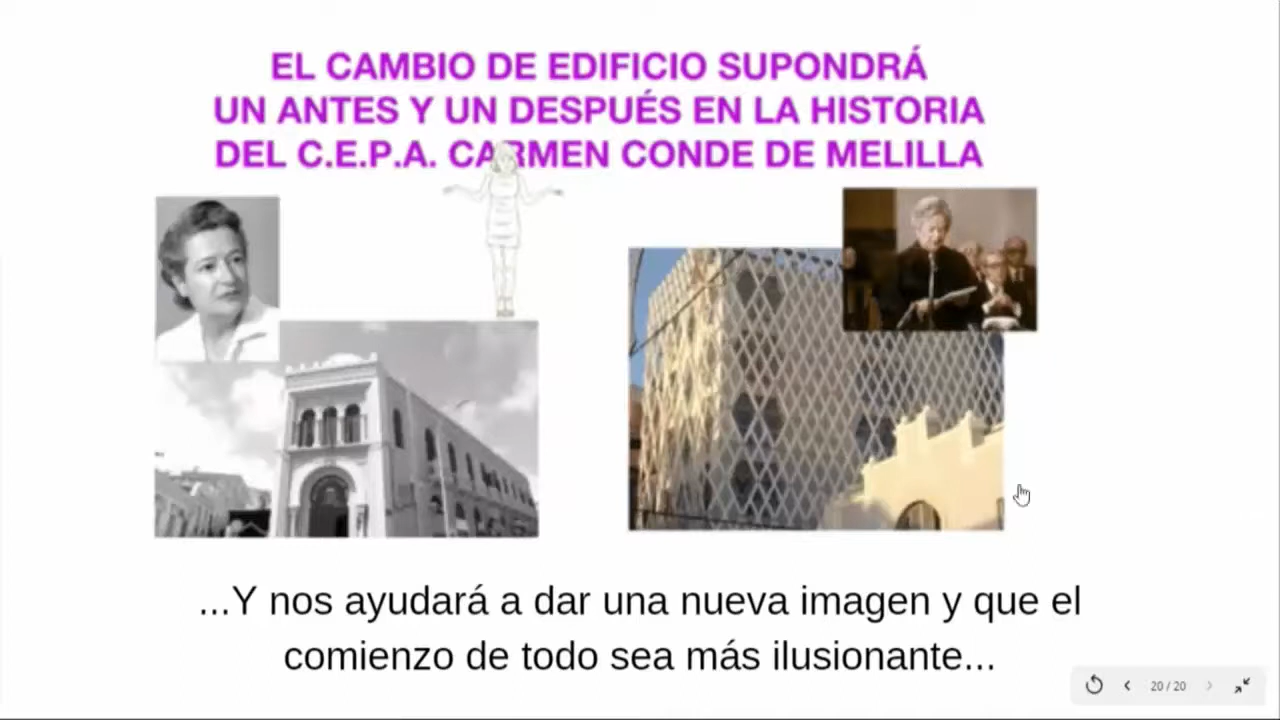 EL CAMBIO DE EDIFICIO SUPONDRÁ
UN ANTES Y UN DESPUÉS EN LA HISTORIA
DEL C.E.P.A. CARMEN CONDE DE MELILLA
...Y nos ayudará a dar una nueva imagen y que el
comienzo de todo sea más ilusionante...
20 / 20